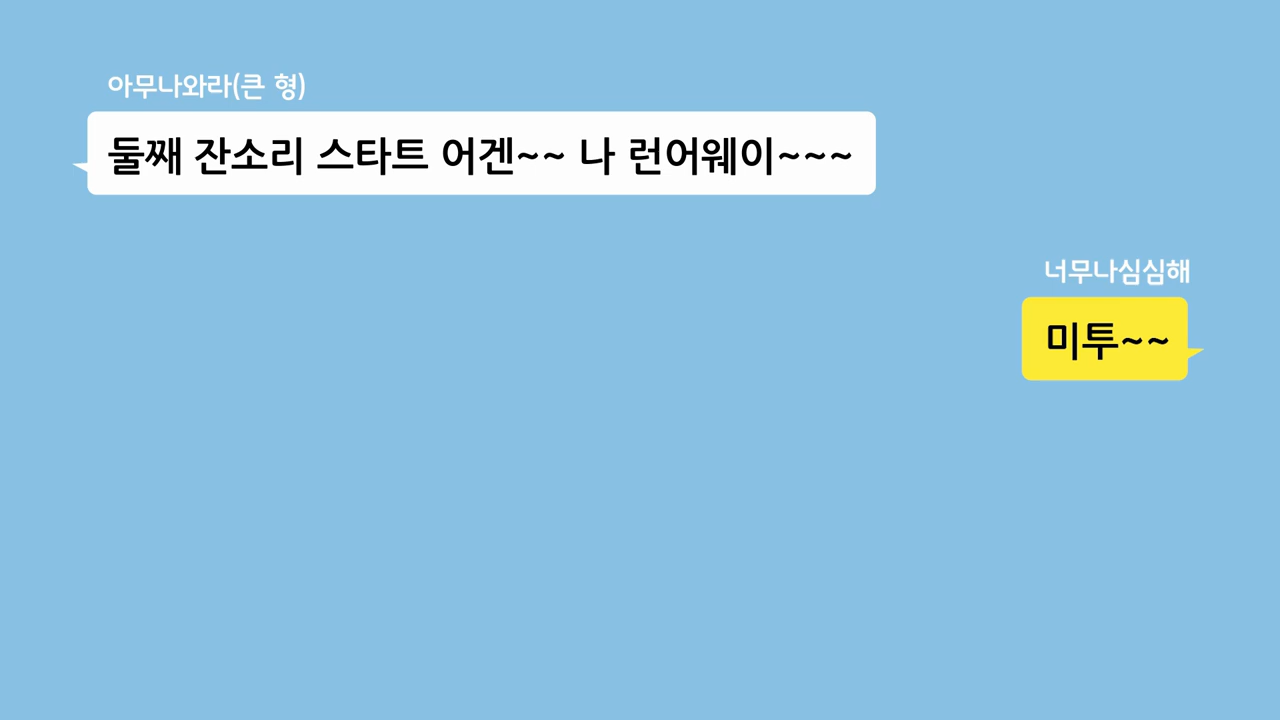 아무나와라(큰 형)
둘째 잔소리 스타트 어겐~~ 나 런어웨이~~~
너무나심심해
미투~~